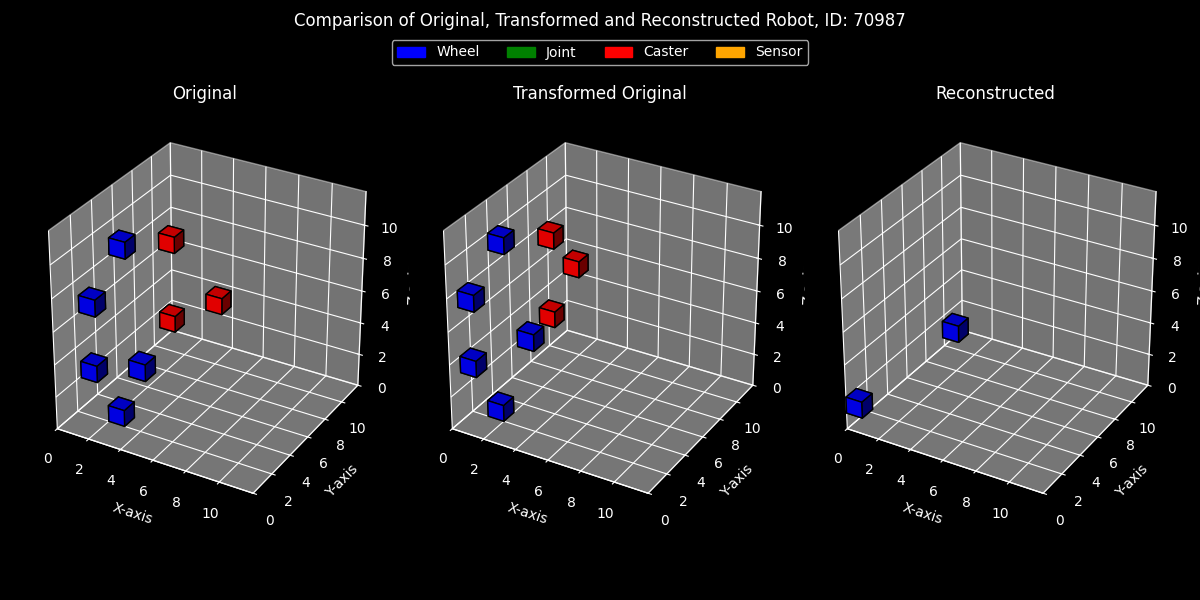 Comparison of Original, Transformed and Reconstructed Robot, ID: 70987
Wheel Joint Caster Sensor
Original Transformed Original Reconstructed
10 8 6 4 2 0
0 2 4 6 8 10
X-axis
0 2 4 6 8 10
Y-axis
10 8 6 4 2 0
0 2 4 6 8 10
X-axis
0 2 4 6 8 10
Y-axis
10 8 6 4 2 0
0 2 4 6 8 10
X-axis
0 2 4 6 8 10
Y-axis